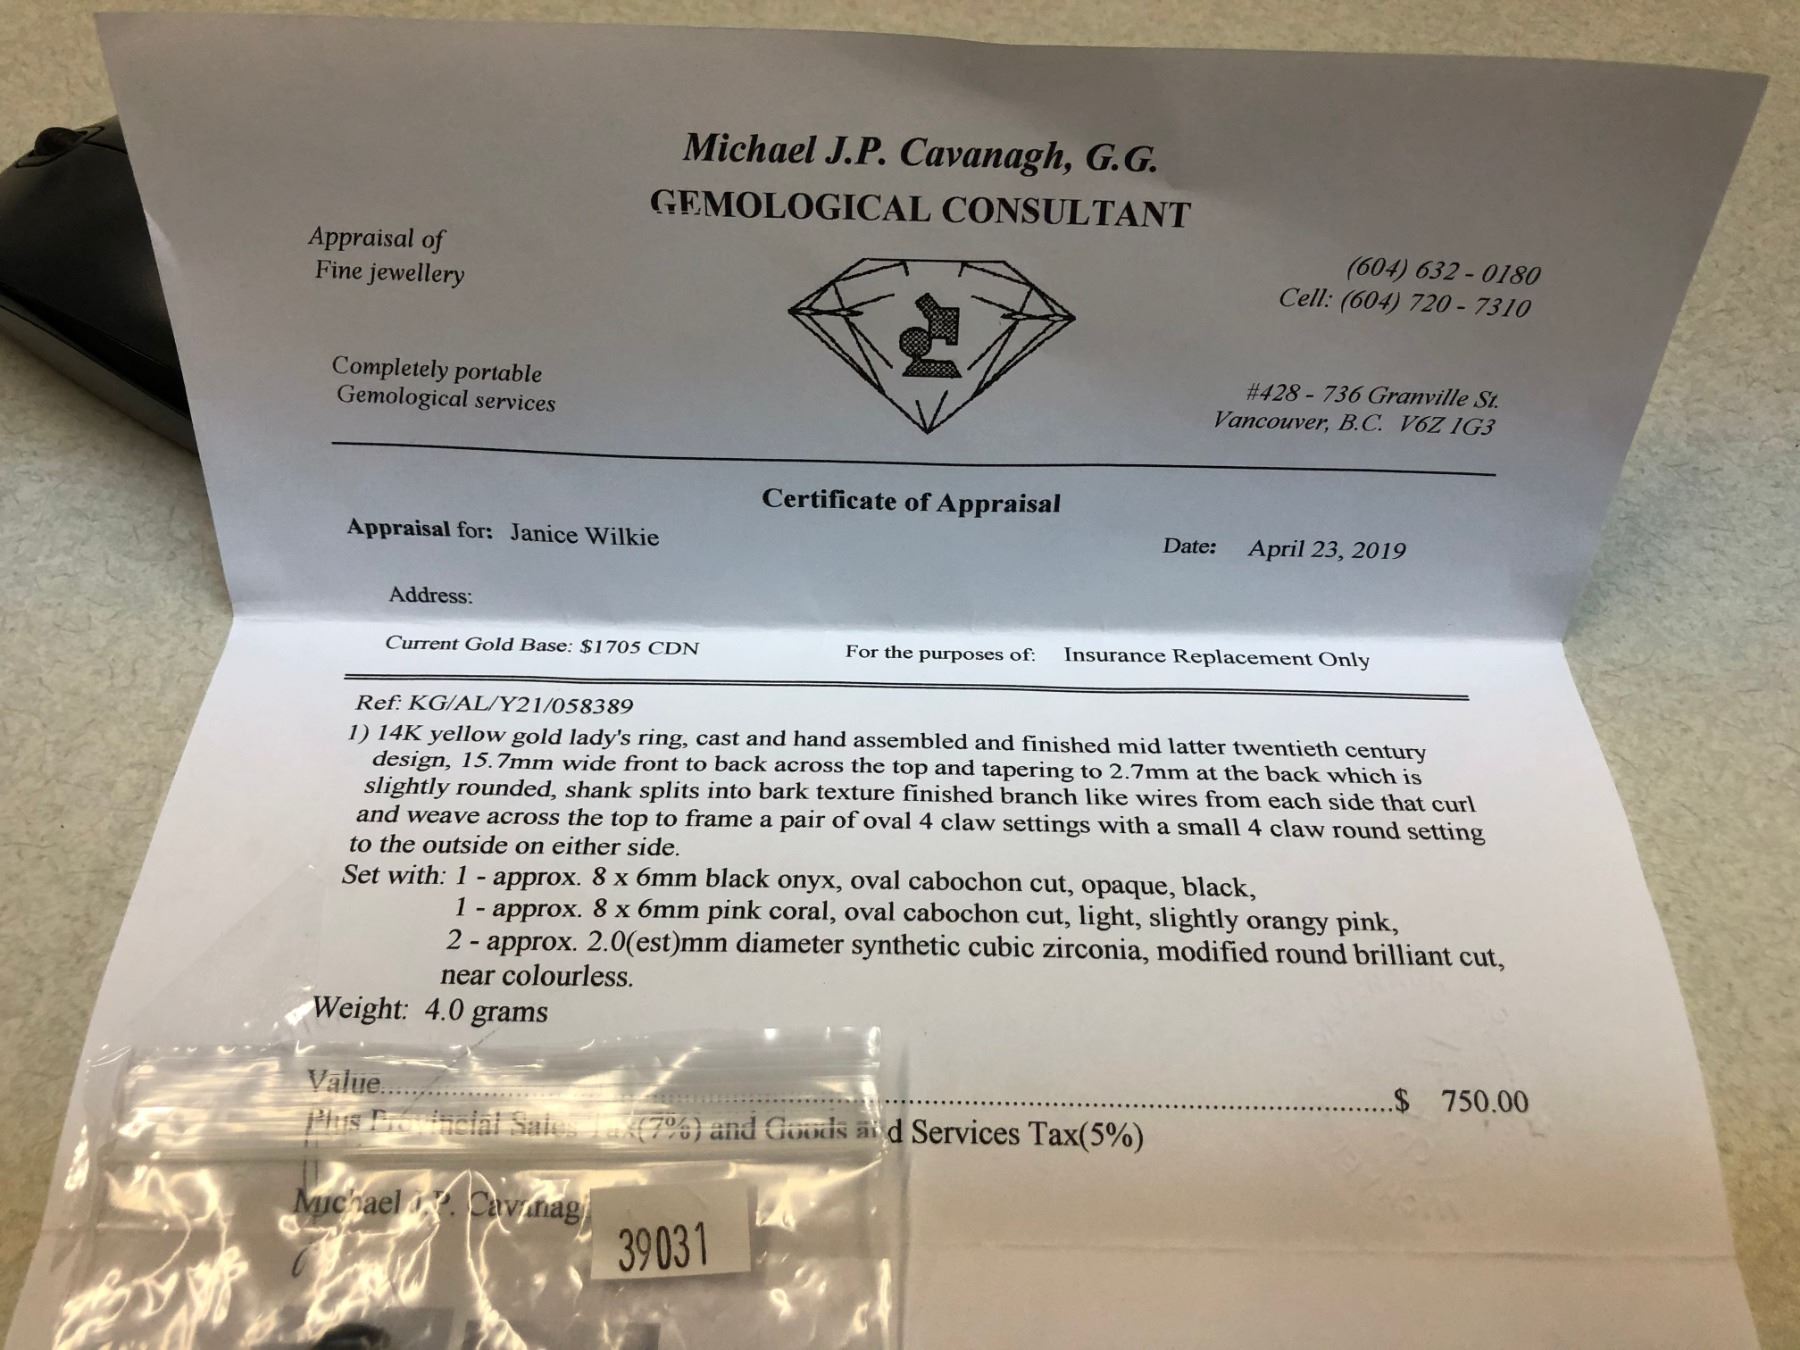 Michael J.P. Cavanagh, G.G.
GEMOLOGICAL CONSULTANT
Appraisal of
Fine jewellery
(604) 632 - 0180
Cell: (604) 720 - 7310
Completely portable
Gemological services
#428 - 736 Granville St.
Vancouver, B.C. V6Z 1G3
Certificate of Appraisal
Appraisal for: Janice Wilkie
Date: April 23, 2019
Address:
Current Gold Base: $1705 CDN
For the purposes of: Insurance Replacement Only
Ref: KG/AL/Y21/058389
1) 14K yellow gold lady's ring, cast and hand assembled and finished mid latter twentieth century
design, 15.7mm wide front to back across the top and tapering to 2.7mm at the back which is
slightly rounded, shank splits into bark texture finished branch like wires from each side that curl
and weave across the top to frame a pair of oval 4 claw settings with a small 4 claw round setting
to the outside on either side.
Set with: 1 - approx. 8 x 6mm black onyx, oval cabochon cut, opaque, black,
1 - approx. 8 x 6mm pink coral, oval cabochon cut, light, slightly orangy pink,
2 - approx. 2.0(est)mm diameter synthetic cubic zirconia, modified round brilliant cut,
near colourless.
Weight: 4.0 grams
Value..........$ 750.00
Plus Provincial Sales Tax(7%) and Goods and Services Tax(5%)
Michael J.P. Cavanag
39031